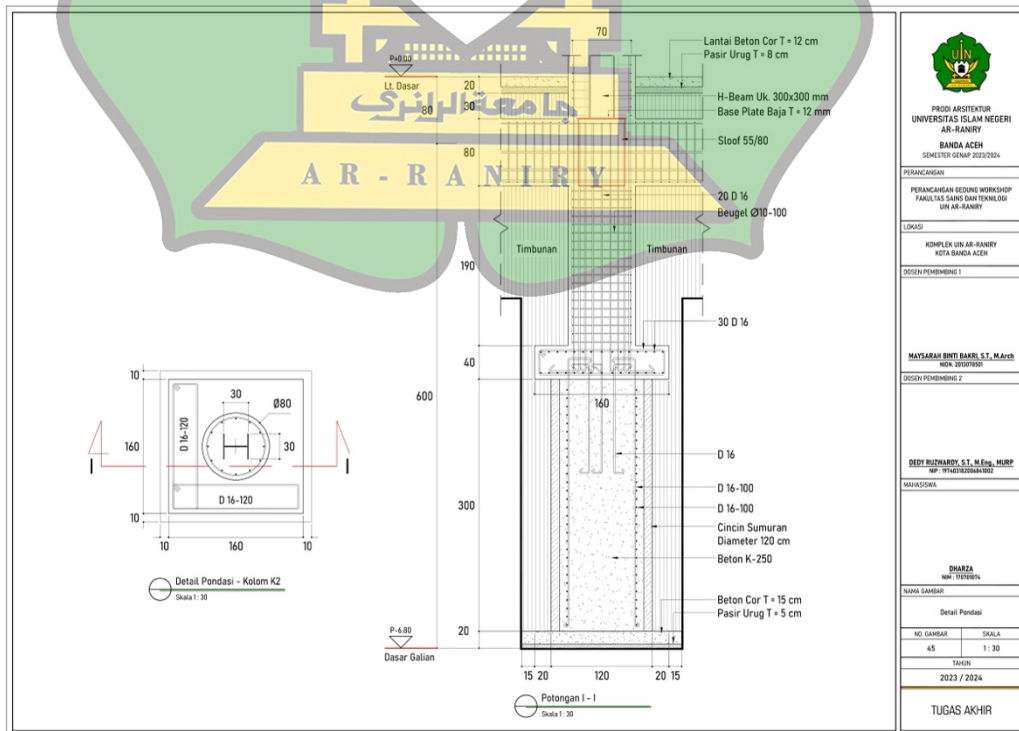 70
Lantai Beton Cor T = 12 cm
Pasir Urug T = 8 cm
P±0.00
Lt. Dasar
20
30
80
80
190
40
600
300
20
H-Beam Uk. 300x300 mm
Base Plate Baja T = 12 mm
Sloof 55/80
جامعة الرانري
AR-RANIRY
20 D 16
Beugel Ø10-100
Timbunan
Timbunan
30 D 16
160
D 16
D 16-100
D 16-100
Cincin Sumuran
Diameter 120 cm
Beton K-250
Beton Cor T = 15 cm
Pasir Urug T = 5 cm
P-6.80
Dasar Galian
15 20 120 20 15
Potongan I - I
Skala 1 : 30
10
160
10
30
Ø80
30
D 16-120
D 16-120
I
I
10 160 10
Detail Pondasi - Kolom K2
Skala 1 : 30
UIN
PRODI ARSITEKTUR
UNIVERSITAS ISLAM NEGERI
AR-RANIRY
BANDA ACEH
SEMESTER GENAP 2023/2024
PERANCANGAN
PERANCANGAN GEDUNG WORKSHOP
FAKULTAS SAINS DAN TEKNILOGI
UIN AR-RANIRY
LOKASI
KOMPLEK UIN AR-RANIRY
KOTA BANDA ACEH
DOSEN PEMBIMBING 1
MAYSARAH BINTI BAKRI, S.T., M.Arch
DOSEN PEMBIMBING 2
DEDY RUZWARDY, S.T., M.Eng., MURP
MAHASISWA
DHARZA
NAMA GAMBAR
Detail Pondasi
NO. GAMBAR SKALA
45 1 : 30
TAHUN
2023 / 2024
TUGAS AKHIR